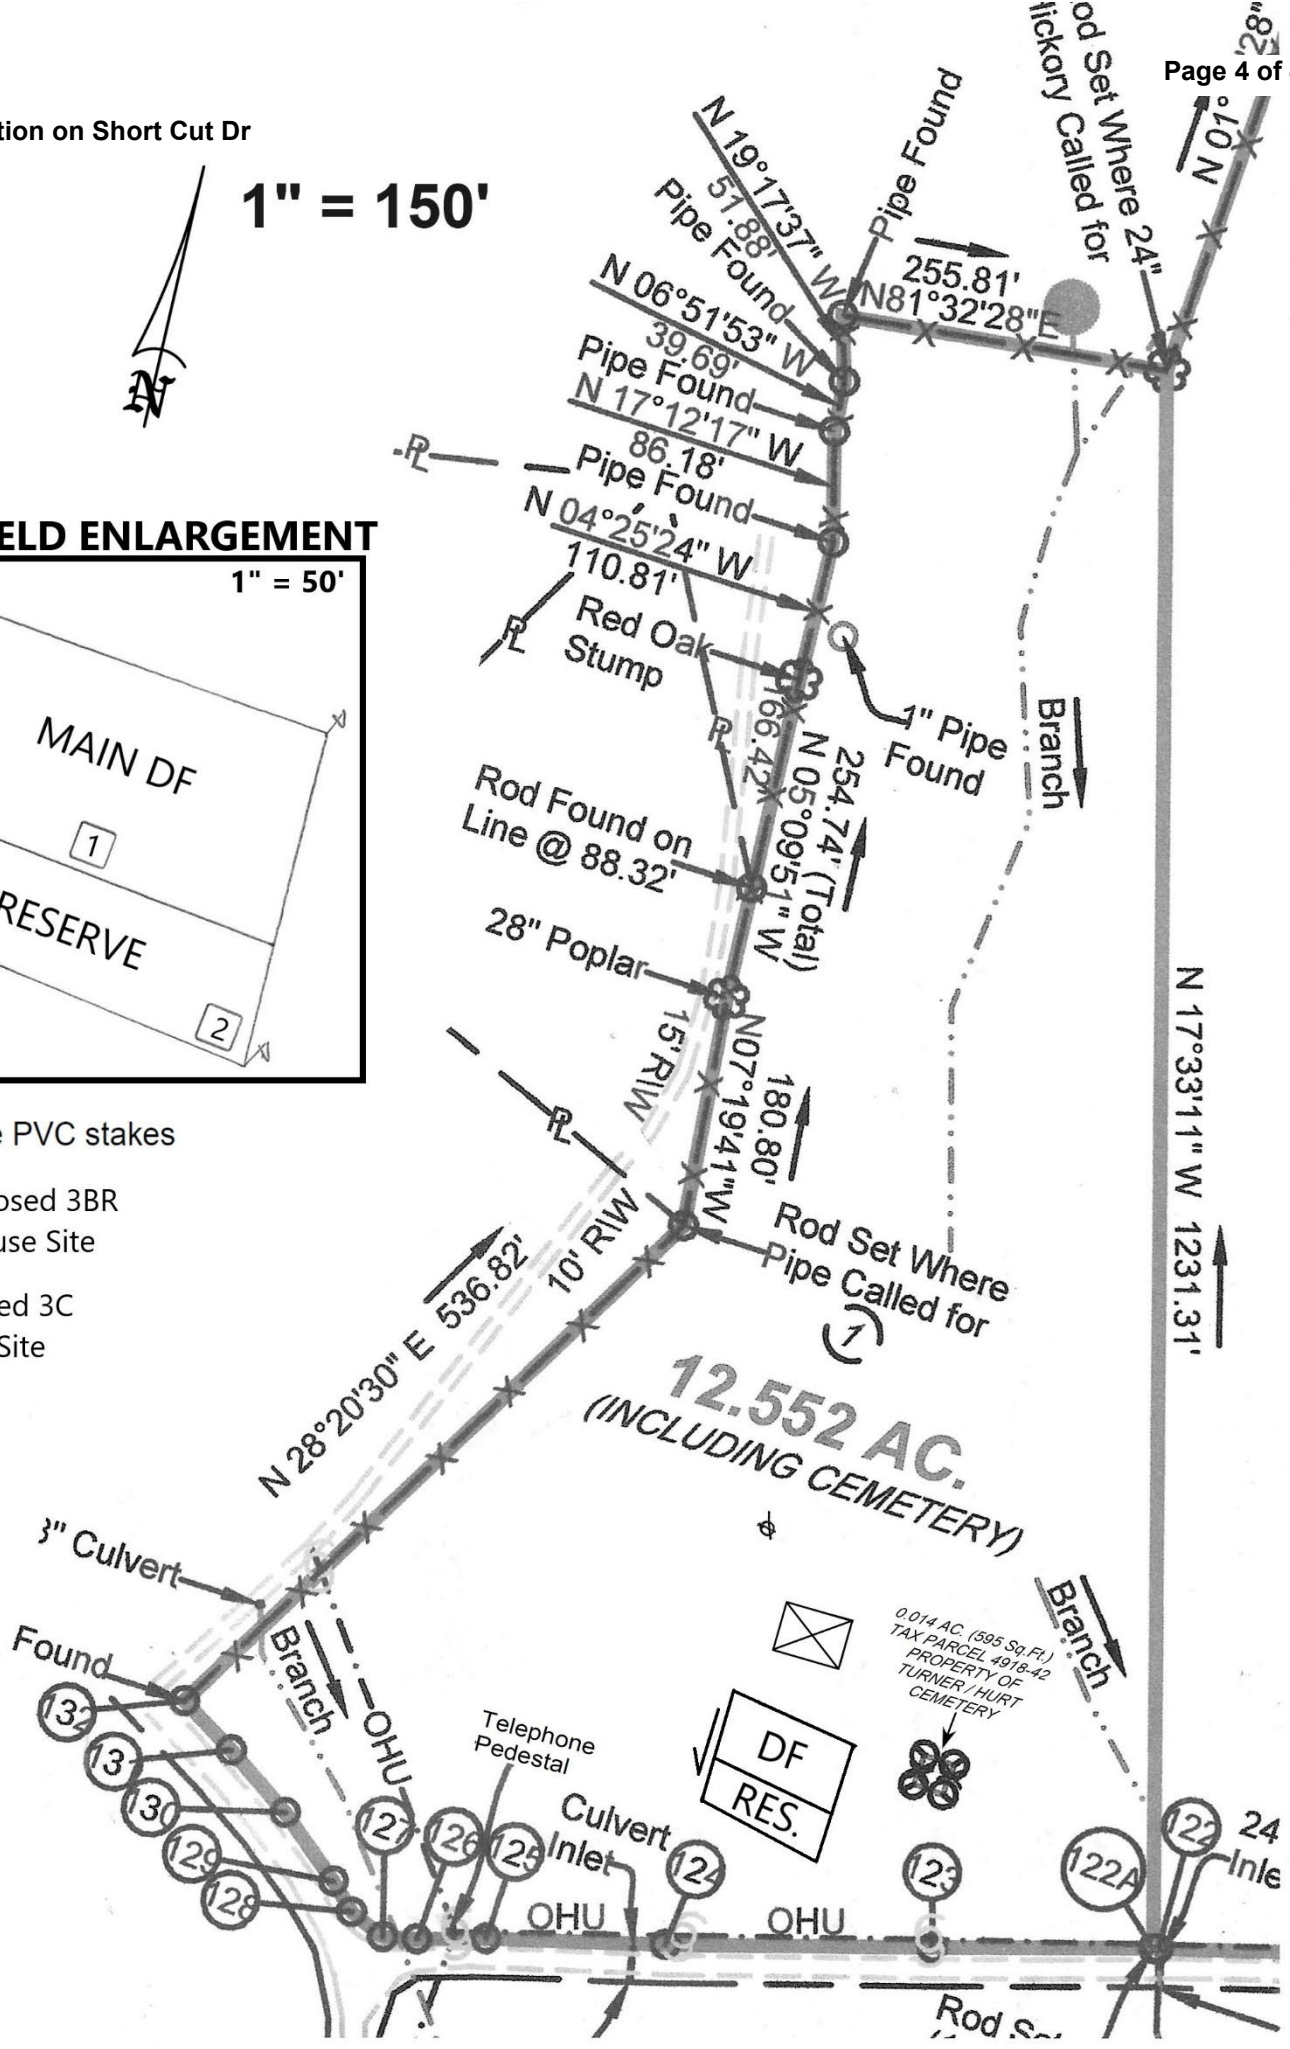 Page 4 of
tion on Short Cut Dr
1" = 150'
N
28"
N 01°
od Set Where 24"
Hickory Called for
Pipe Found
N 19°17'37" W
51.88'
Pipe Found
N 06°51'53" W
39.69'
Pipe Found
N 17°12'17" W
86.18'
Pipe Found
N 04°25'24" W
110.81'
255.81'
N81°32'28"E
PL
ELD ENLARGEMENT
1" = 50'
MAIN DF
1
RESERVE
2
PL
Red Oak
Stump
1" Pipe
Found
PL
166.42'
N 05°09'51" W
254.74' (Total)
Branch
Rod Found on
Line @ 88.32'
28" Poplar
15' R/W
N07°19'41"W
180.80'
N 17°33'11" W 1231.31'
PL
e PVC stakes
osed 3BR
use Site
ed 3C
Site
10' R/W
N 28°20'30" E 536.82'
Rod Set Where
Pipe Called for
1
12.552 AC.
(INCLUDING CEMETERY)
" Culvert
Found
Branch
OHU
Branch
0.014 AC. (595 Sq.Ft.)
TAX PARCEL 4918-42
PROPERTY OF
TURNER / HURT
CEMETERY
Telephone
Pedestal
DF
RES.
Culvert
Inlet
132
13
130
129
128
127
126
125
124
123
122A
122
24
Inle
OHU
OHU
Rod Set